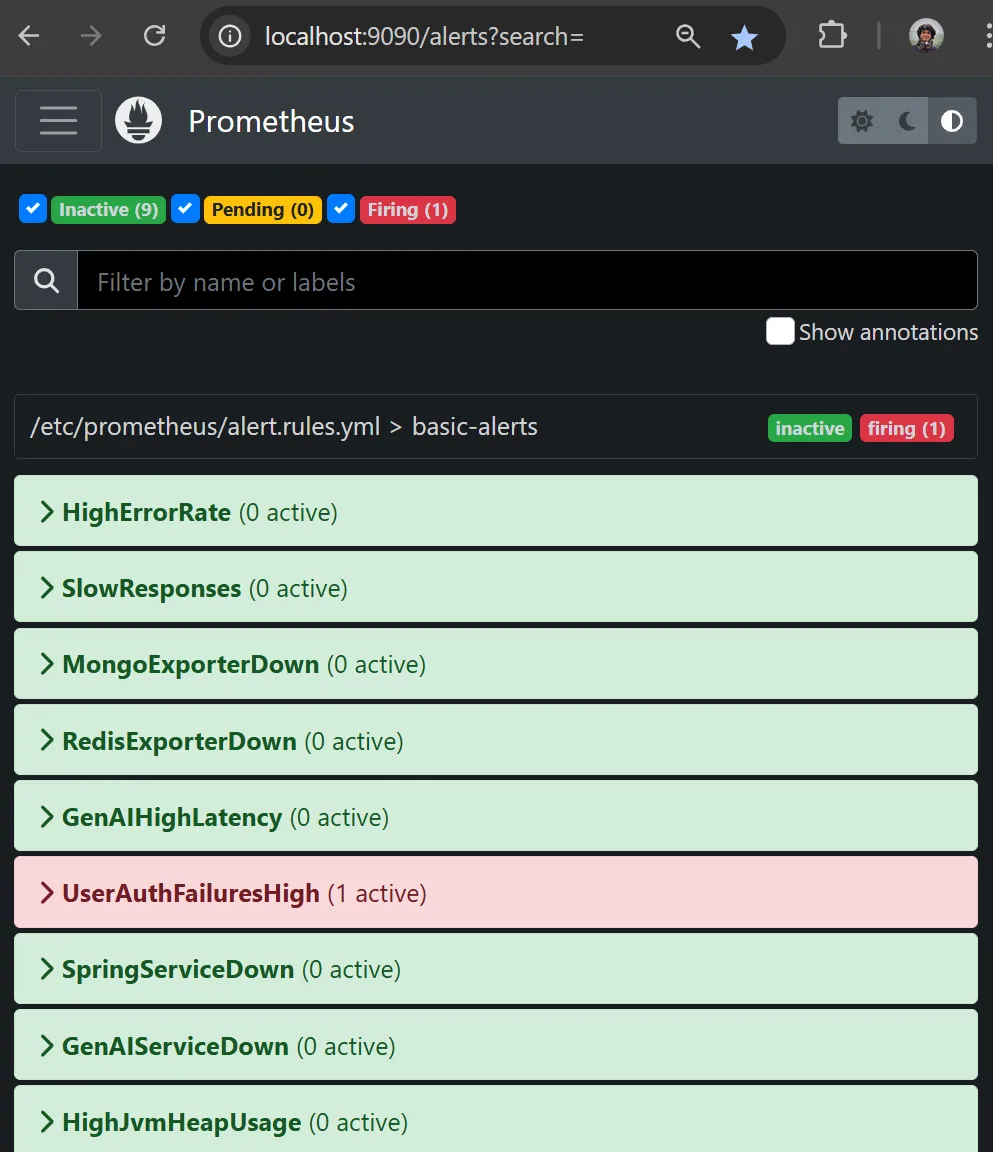 localhost:9090/alerts?search=
Prometheus
Inactive (9) Pending (0) Firing (1)
Filter by name or labels
Show annotations
/etc/prometheus/alert.rules.yml > basic-alerts inactive firing (1)
HighErrorRate (0 active)
SlowResponses (0 active)
MongoExporterDown (0 active)
RedisExporterDown (0 active)
GenAIHighLatency (0 active)
UserAuthFailuresHigh (1 active)
SpringServiceDown (0 active)
GenAIServiceDown (0 active)
HighJvmHeapUsage (0 active)